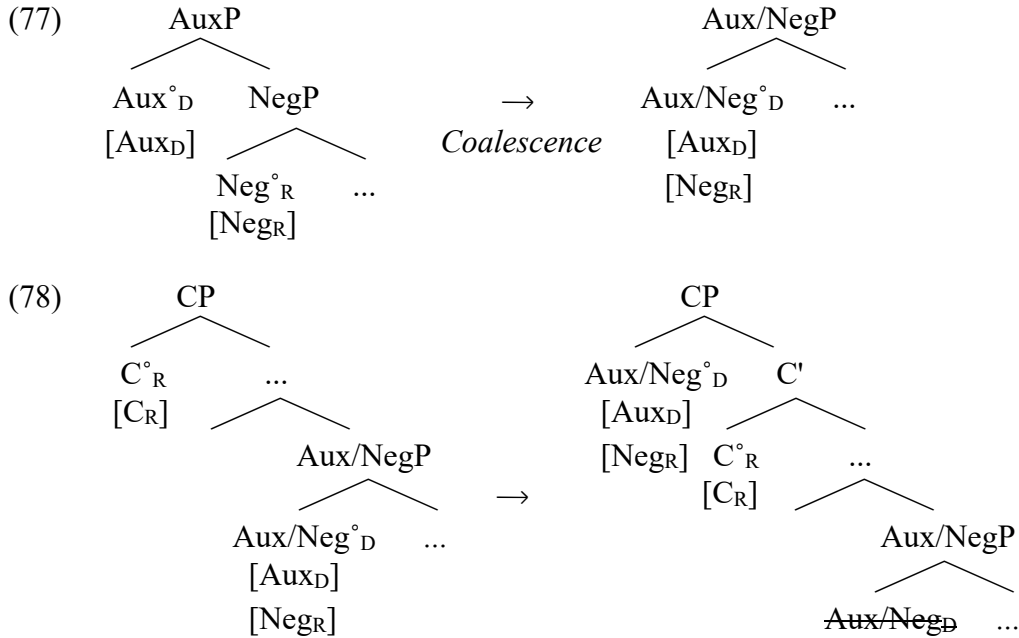 (77) AuxP Aux/NegP
Aux°D NegP → Aux/Neg°D ...
[AuxD] Coalescence [AuxD]
Neg°R ... [NegR]
[NegR]
(78) CP CP
C°R ... Aux/Neg°D C'
[CR] [AuxD]
Aux/NegP [NegR] C°R ...
→ [CR]
Aux/Neg°D ... Aux/NegP
[AuxD]
[NegR] Aux/NegD ...